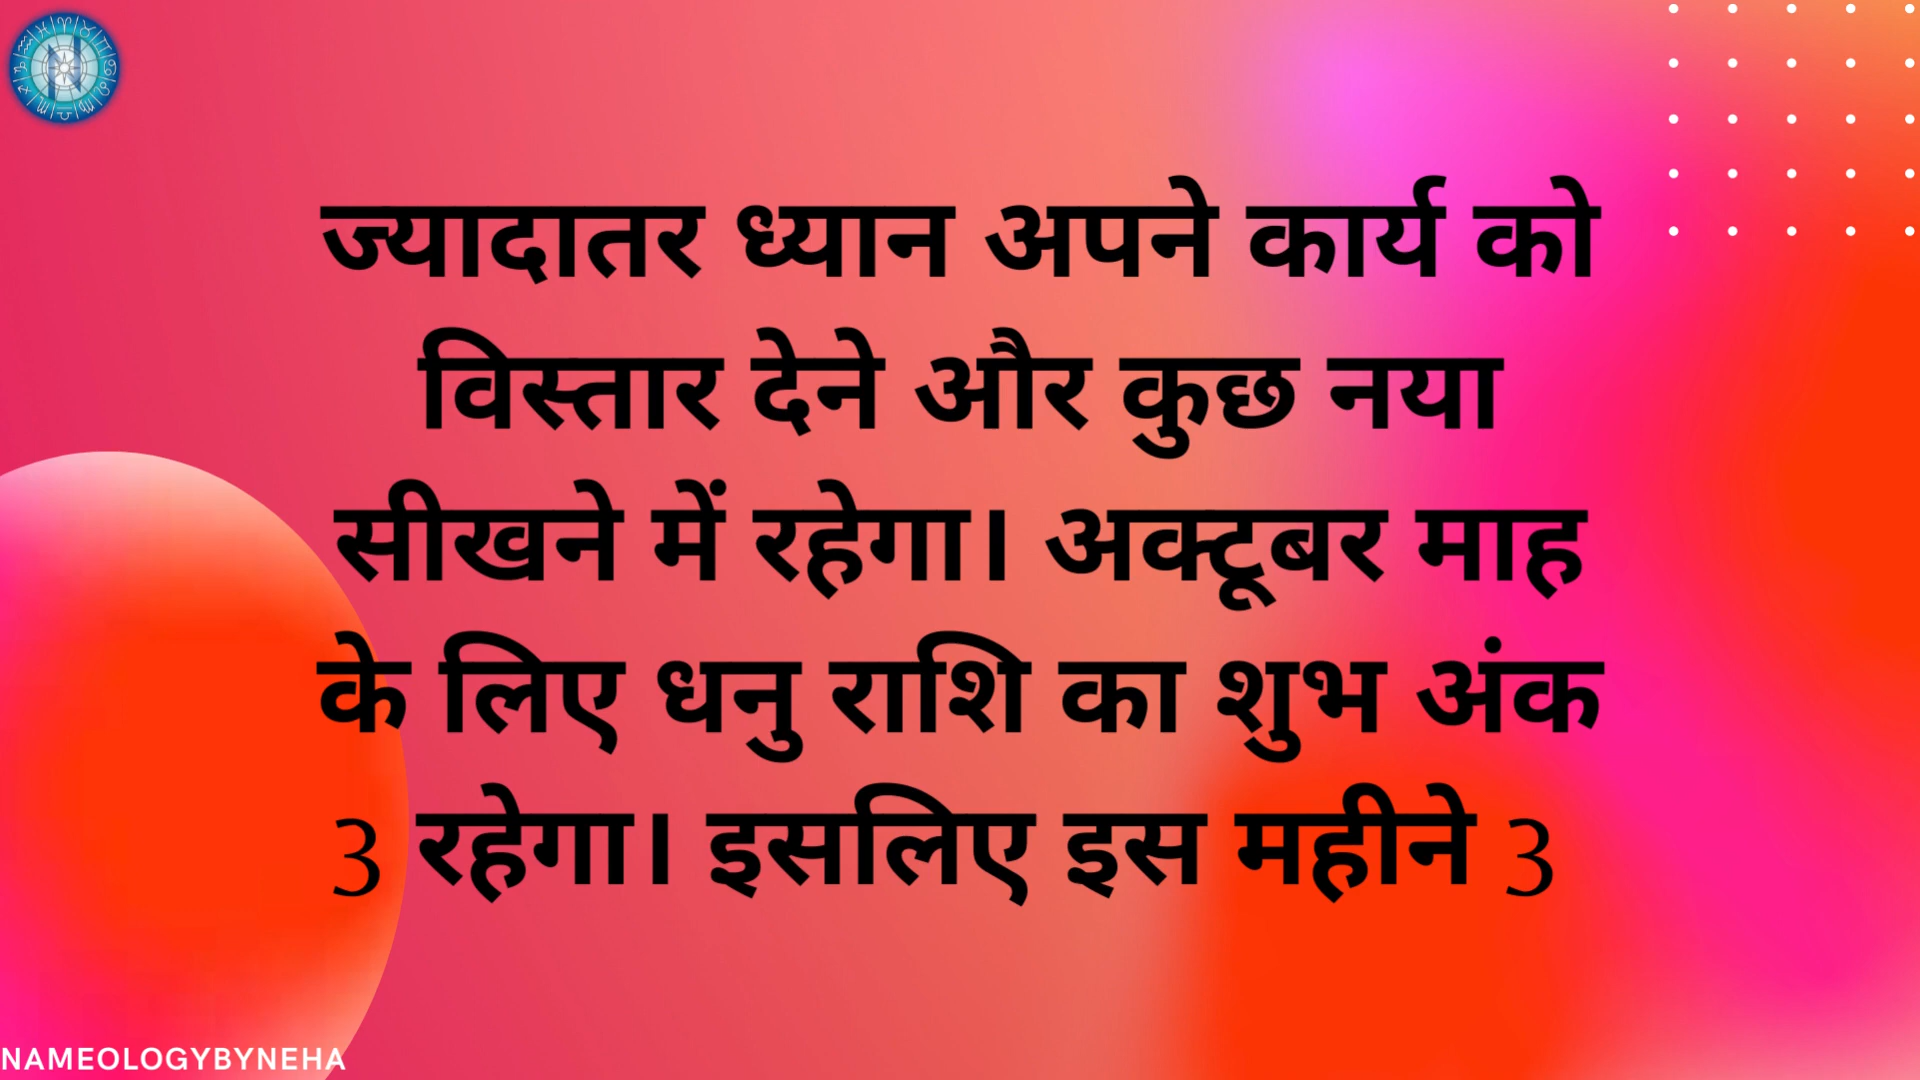 ज्यादातर ध्यान अपने कार्य को
विस्तार देने और कुछ नया
सीखने में रहेगा। अक्टूबर माह
के लिए धनु राशि का शुभ अंक
3 रहेगा। इसलिए इस महीने 3
NAMEOLOGYBYNEHA